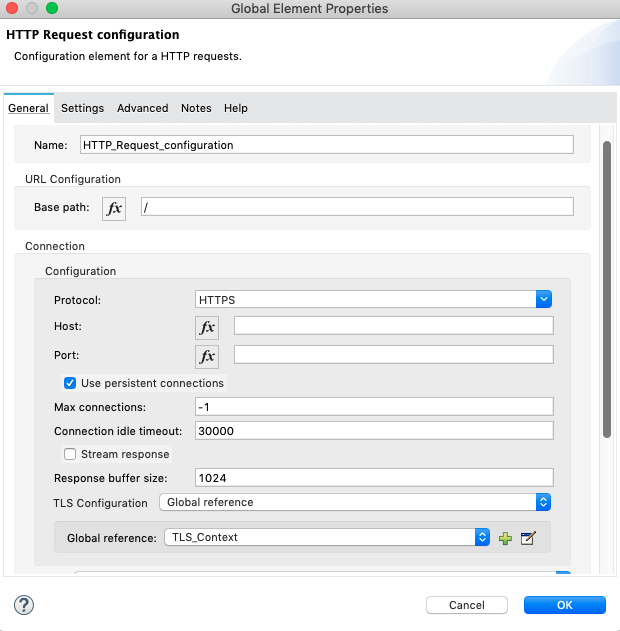 Global Element Properties
HTTP Request configuration
Configuration element for a HTTP requests.
General Settings Advanced Notes Help
Name: HTTP_Request_configuration
URL Configuration
Base path: fx /
Connection
Configuration
Protocol: HTTPS
Host: fx
Port: fx
Use persistent connections
Max connections: -1
Connection idle timeout: 30000
Stream response
Response buffer size: 1024
TLS Configuration Global reference
Global reference: TLS_Context
? Cancel OK